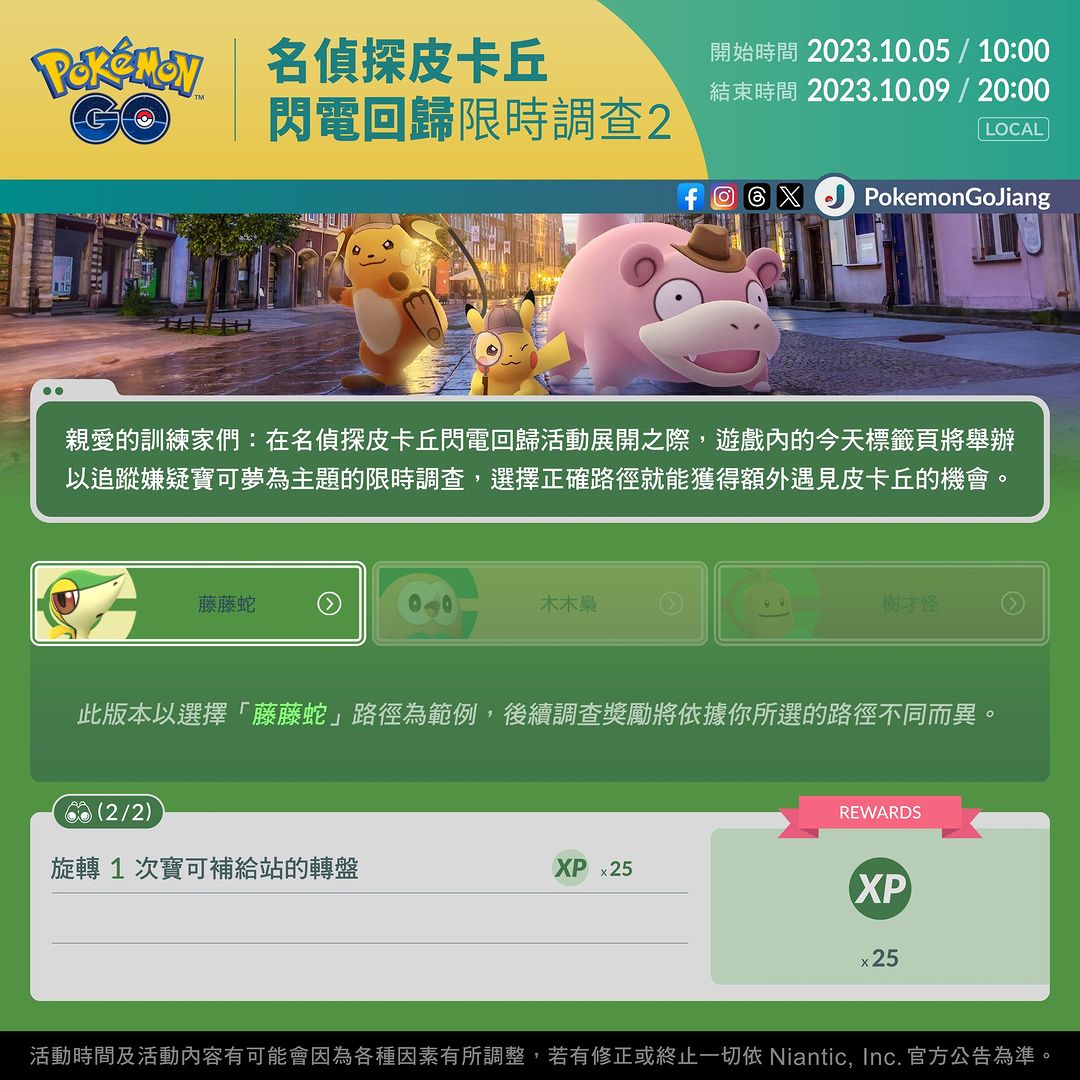 POKéMON GO
TM
名偵探皮卡丘
閃電回歸限時調查2
開始時間 2023.10.05 / 10:00
結束時間 2023.10.09 / 20:00
LOCAL
PokemonGoJiang
親愛的訓練家們：在名偵探皮卡丘閃電回歸活動展開之際，遊戲內的今天標籤頁將舉辦
以追蹤嫌疑寶可夢為主題的限時調查，選擇正確路徑就能獲得額外遇見皮卡丘的機會。
藤藤蛇
木木梟
樹才怪
此版本以選擇「藤藤蛇」路徑為範例，後續調查獎勵將依據你所選的路徑不同而異。
(2/2)
旋轉 1 次寶可補給站的轉盤
XP x25
REWARDS
XP
x25
活動時間及活動內容有可能會因為各種因素有所調整，若有修正或終止一切依 Niantic, Inc. 官方公告為準。